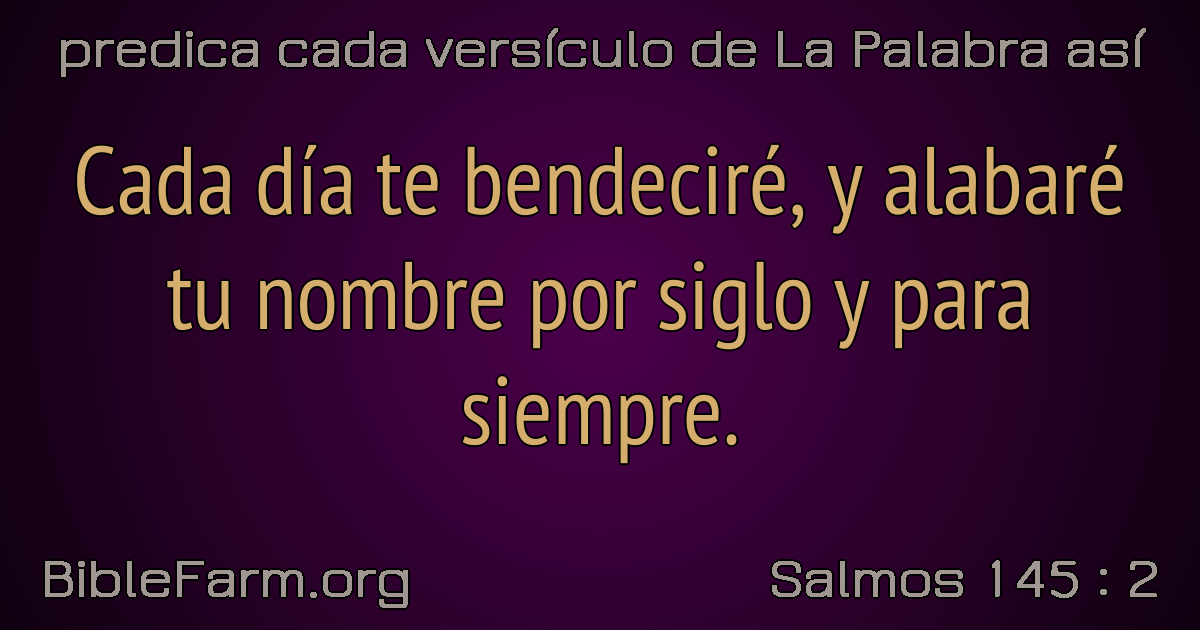 predica cada versículo de La Palabra así
Cada día te bendeciré, y alabaré
tu nombre por siglo y para
siempre.
BibleFarm.org
Salmos 145 : 2